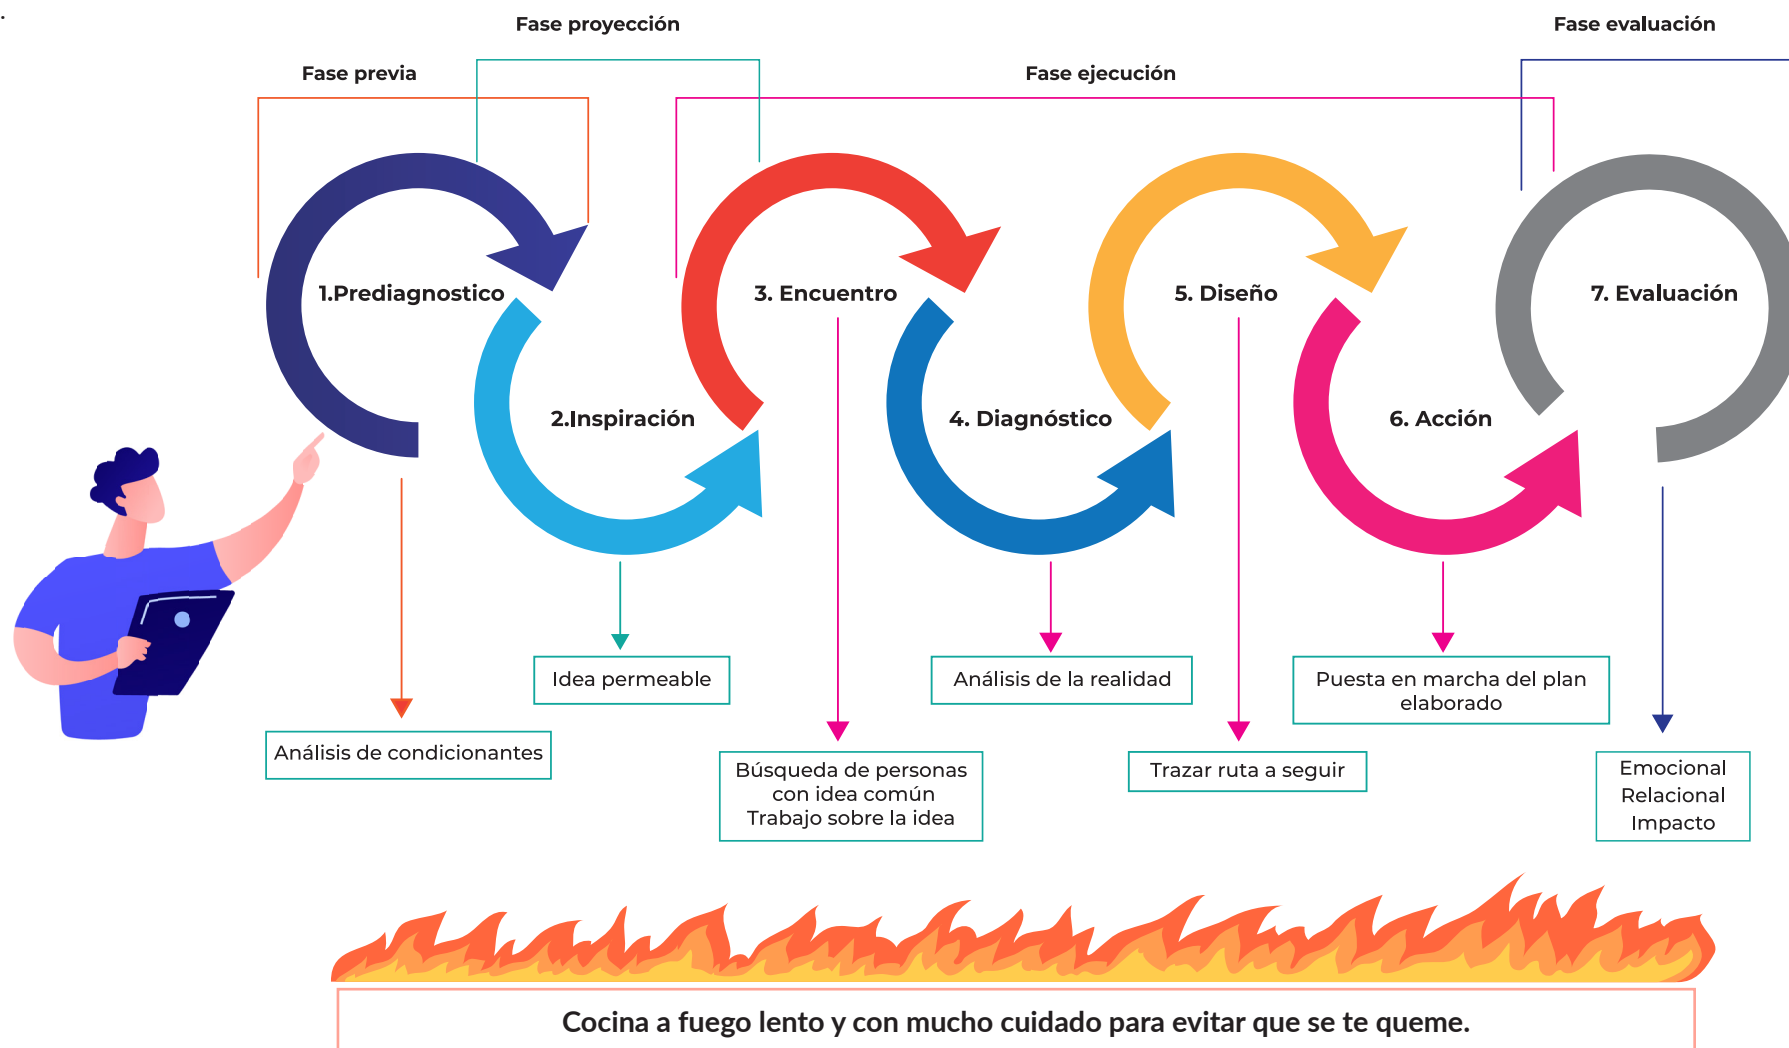 .
Fase proyección
Fase evaluación
Fase previa
Fase ejecución
1.Prediagnostico
3. Encuentro
5. Diseño
7. Evaluación
2.Inspiración
4. Diagnóstico
6. Acción
Idea permeable
Análisis de la realidad
Puesta en marcha del plan
elaborado
Análisis de condicionantes
Búsqueda de personas
con idea común
Trabajo sobre la idea
Trazar ruta a seguir
Emocional
Relacional
Impacto
Cocina a fuego lento y con mucho cuidado para evitar que se te queme.